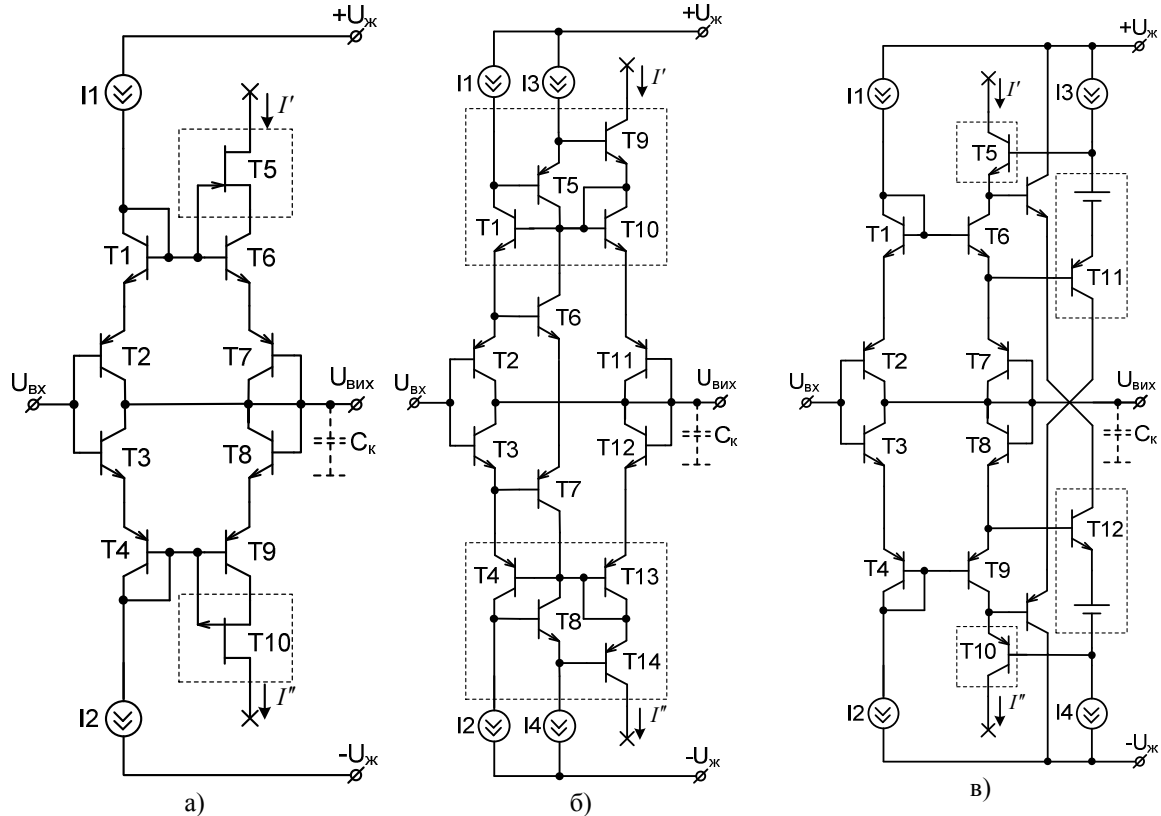 +Uж
I1
I'
T5
T1
T6
T2
T7
Uвх
Uвих
Cк
T3
T8
T4
T9
T10
I2
I"
-Uж
а)
+Uж
I1
I3
I'
T9
T5
T1
T10
T6
T2
T11
Uвх
Uвих
Cк
T3
T12
T7
T4
T13
T8
T14
I2
I4
I"
-Uж
б)
+Uж
I1
I'
I3
T5
T1
T6
T11
T2
T7
Uвх
Uвих
Cк
T3
T8
T12
T4
T9
T10
I2
I"
I4
-Uж
в)